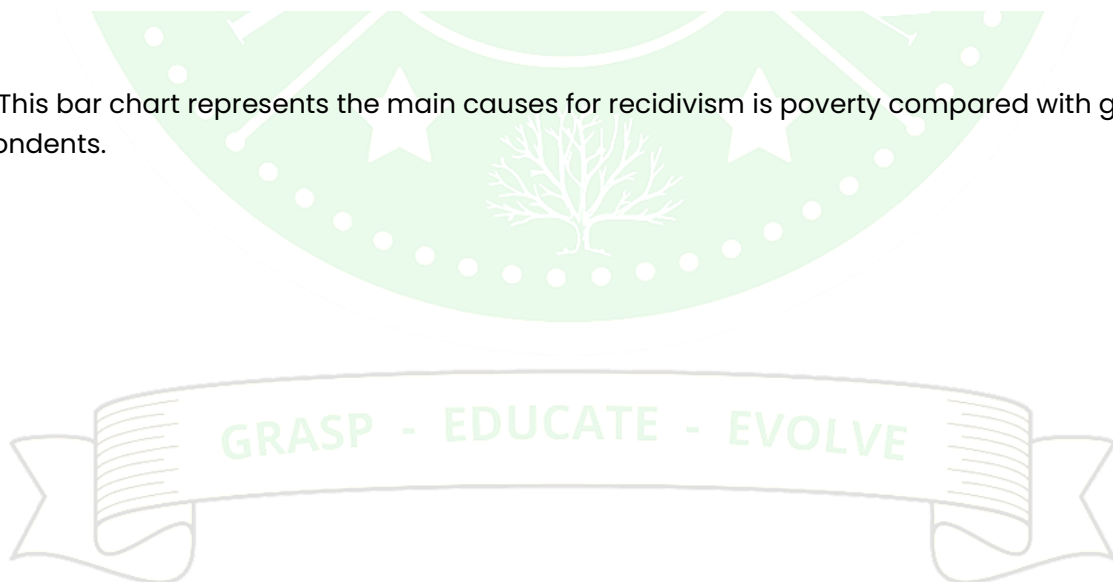 This bar chart represents the main causes for recidivism is poverty compared with g
ondents.
GRASP - EDUCATE - EVOLVE